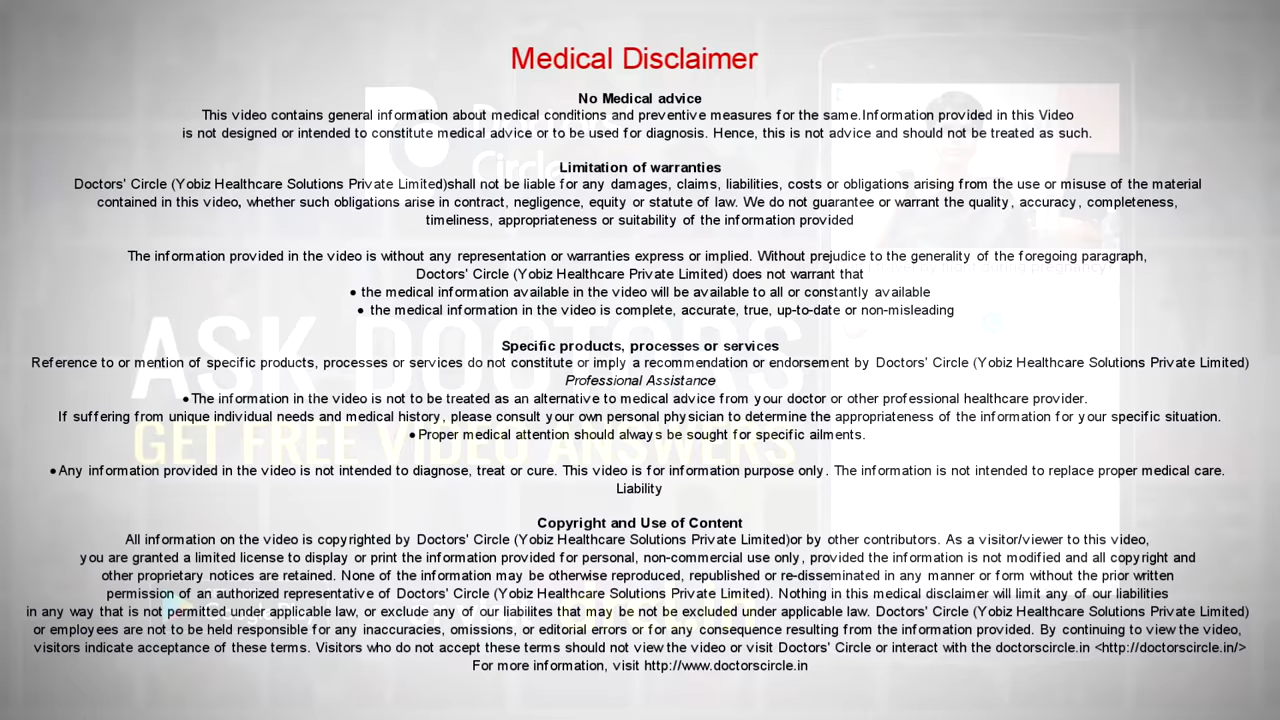 Medical Disclaimer
No Medical advice
This video contains general information about medical conditions and preventive measures for the same.Information provided in this Video
is not designed or intended to constitute medical advice or to be used for diagnosis. Hence, this is not advice and should not be treated as such.
Limitation of warranties
Doctors' Circle (Yobiz Healthcare Solutions Private Limited)shall not be liable for any damages, claims, liabilities, costs or obligations arising from the use or misuse of the material
contained in this video, whether such obligations arise in contract, negligence, equity or statute of law. We do not guarantee or warrant the quality, accuracy, completeness,
timeliness, appropriateness or suitability of the information provided
The information provided in the video is without any representation or warranties express or implied. Without prejudice to the generality of the foregoing paragraph,
Doctors' Circle (Yobiz Healthcare Private Limited) does not warrant that
• the medical information available in the video will be available to all or constantly available
• the medical information in the video is complete, accurate, true, up-to-date or non-misleading
Specific products, processes or services
Reference to or mention of specific products, processes or services do not constitute or imply a recommendation or endorsement by Doctors' Circle (Yobiz Healthcare Solutions Private Limited)
Professional Assistance
•The information in the video is not to be treated as an alternative to medical advice from your doctor or other professional healthcare provider.
If suffering from unique individual needs and medical history, please consult your own personal physician to determine the appropriateness of the information for your specific situation.
•Proper medical attention should always be sought for specific ailments.
•Any information provided in the video is not intended to diagnose, treat or cure. This video is for information purpose only. The information is not intended to replace proper medical care.
Liability
Copyright and Use of Content
All information on the video is copyrighted by Doctors' Circle (Yobiz Healthcare Solutions Private Limited)or by other contributors. As a visitor/viewer to this video,
you are granted a limited license to display or print the information provided for personal, non-commercial use only, provided the information is not modified and all copyright and
other proprietary notices are retained. None of the information may be otherwise reproduced, republished or re-disseminated in any manner or form without the prior written
permission of an authorized representative of Doctors' Circle (Yobiz Healthcare Solutions Private Limited). Nothing in this medical disclaimer will limit any of our liabilities
in any way that is not permitted under applicable law, or exclude any of our liabilites that may be not be excluded under applicable law. Doctors' Circle (Yobiz Healthcare Solutions Private Limited)
or employees are not to be held responsible for any inaccuracies, omissions, or editorial errors or for any consequence resulting from the information provided. By continuing to view the video,
visitors indicate acceptance of these terms. Visitors who do not accept these terms should not view the video or visit Doctors' Circle or interact with the doctorscircle.in <http://doctorscircle.in/>
For more information, visit http://www.doctorscircle.in
Circle
ASK DOCTORS
GET FREE VIDEO ANSWERS
Google Play